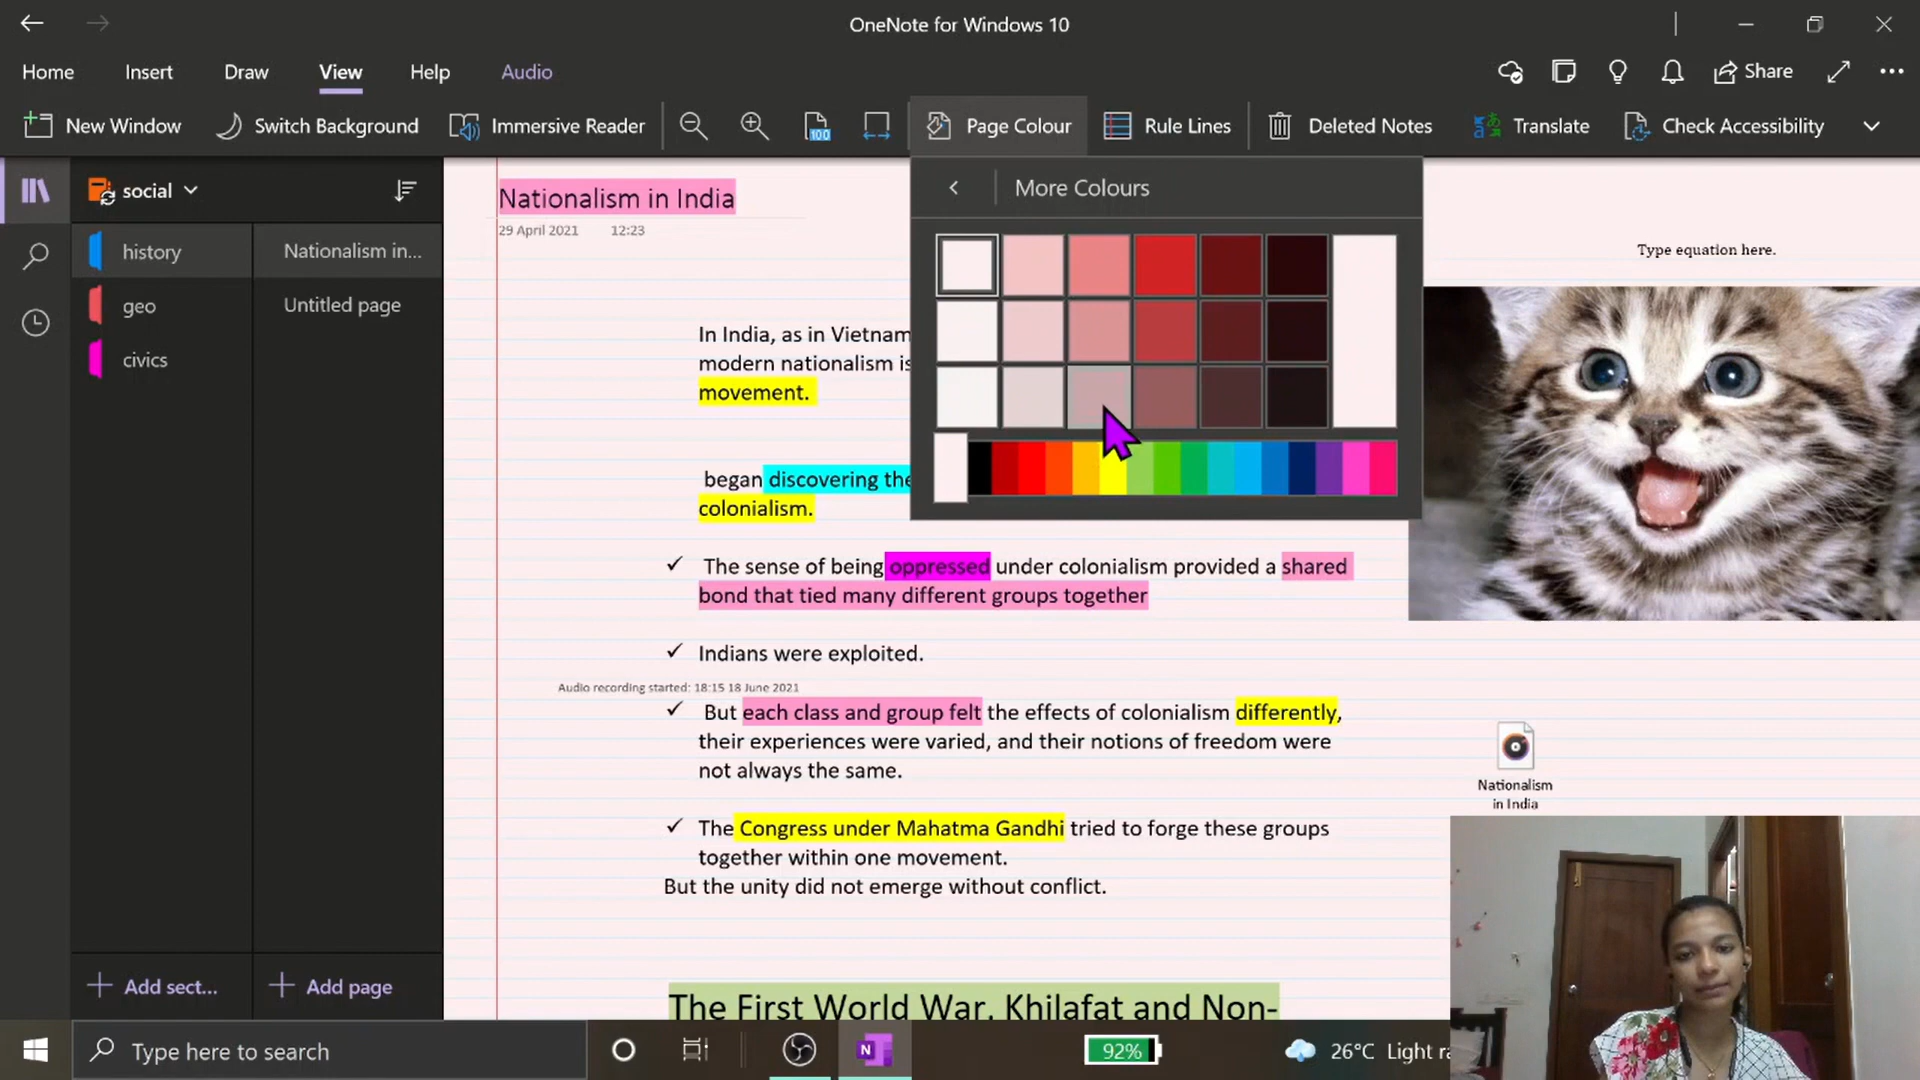 OneNote for Windows 10
Home Insert Draw View Help Audio Share
New Window Switch Background Immersive Reader 100 Page Colour Rule Lines Deleted Notes Translate Check Accessibility
social
history
geo
civics
Nationalism in...
Untitled page
Add sect...
Add page
More Colours
Nationalism in India
29 April 2021 12:23
Type equation here.
In India, as in Vietnam
modern nationalism is
movement.
began discovering the
colonialism.
✓ The sense of being oppressed under colonialism provided a shared
bond that tied many different groups together
✓ Indians were exploited.
Audio recording started: 18:15 18 June 2021
✓ But each class and group felt the effects of colonialism differently,
their experiences were varied, and their notions of freedom were
not always the same.
✓ The Congress under Mahatma Gandhi tried to forge these groups
together within one movement.
But the unity did not emerge without conflict.
Nationalism
in India
The First World War, Khilafat and Non-
Type here to search
N
92%
26°C Light ra